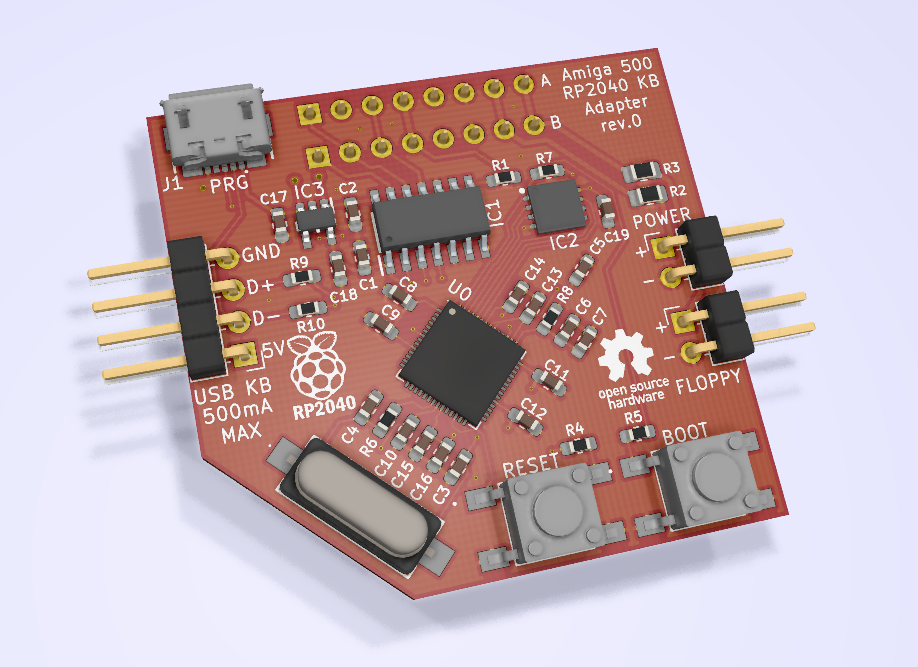 A
Amiga 500
RP2040 KB
Adapter
rev.0
B
J1
PRG
C17
IC3
C2
R1
R7
R3
R2
IC1
IC2
C19
POWER
+
-
GND
D+
D-
5V
R9
C18
C1
R10
C8
C9
U0
C14
C13
R8
C5
C6
C7
+
-
FLOPPY
open source
hardware
USB KB
500mA
MAX
RP2040
C11
C12
C4
R6
C10
C15
C16
C3
R4
R5
RESET
BOOT